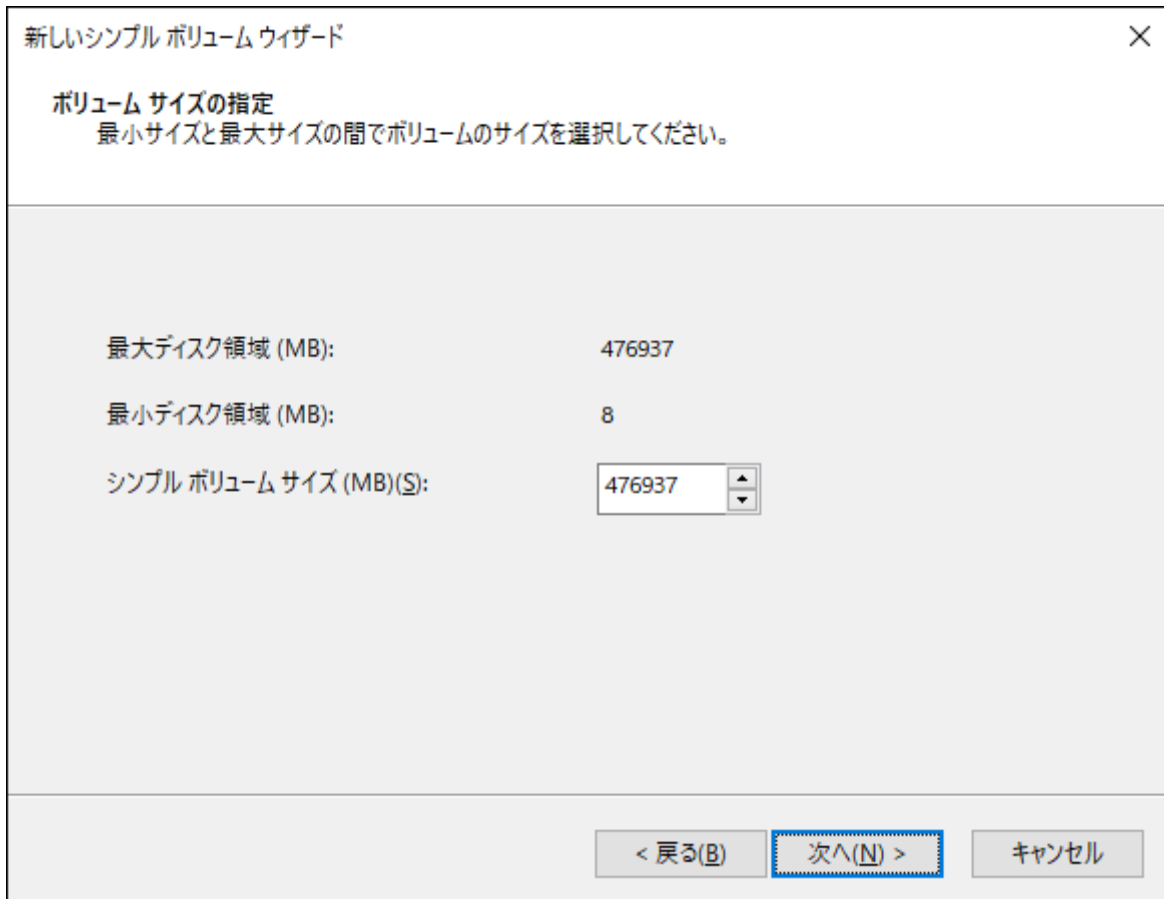 新しいシンプル ボリューム ウィザード
ボリューム サイズの指定
最小サイズと最大サイズの間でボリュームのサイズを選択してください。
最大ディスク領域 (MB): 476937
最小ディスク領域 (MB): 8
シンプル ボリューム サイズ (MB)(S): 476937
< 戻る(B) 次へ(N) > キャンセル